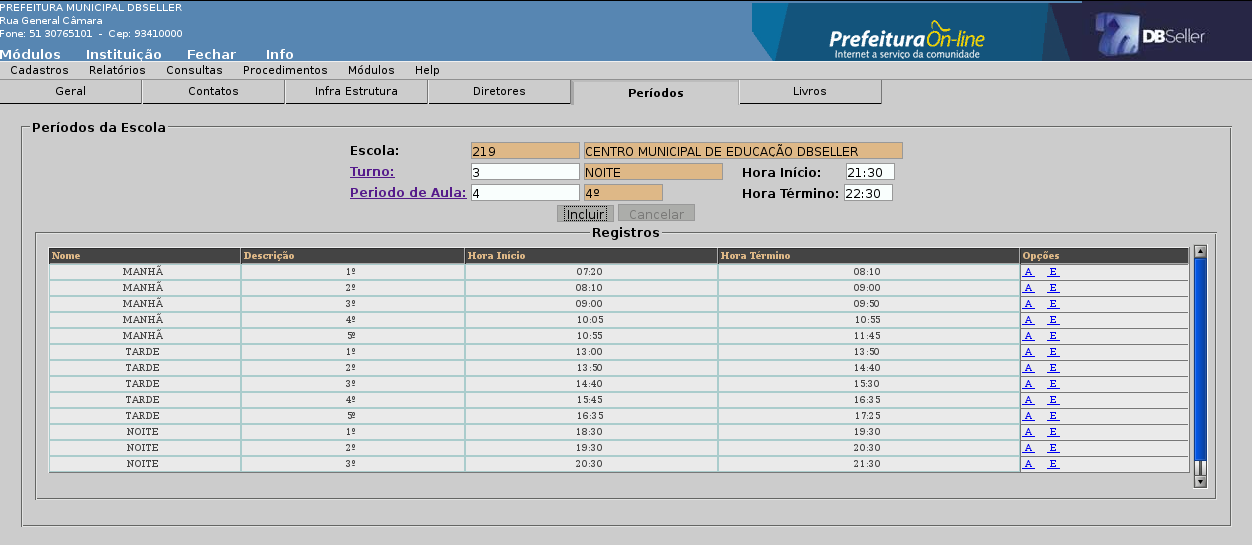 PREFEITURA MUNICIPAL DBSELLER
Rua General Câmara
Fone: 51 30765101 - Cep: 93410000
Módulos Instituição Fechar Info
PrefeituraOn-line
Internet a serviço da comunidade
DBSeller
Cadastros Relatórios Consultas Procedimentos Módulos Help
Geral Contatos Infra Estrutura Diretores Períodos Livros
Períodos da Escola
Escola: 219 CENTRO MUNICIPAL DE EDUCAÇÃO DBSELLER
Turno: 3 NOITE Hora Início: 21:30
Periodo de Aula: 4 4º Hora Término: 22:30
Incluir Cancelar
Registros
Nome Descrição Hora Início Hora Término Opções
MANHÃ 1º 07:20 08:10 A E
MANHÃ 2º 08:10 09:00 A E
MANHÃ 3º 09:00 09:50 A E
MANHÃ 4º 10:05 10:55 A E
MANHÃ 5º 10:55 11:45 A E
TARDE 1º 13:00 13:50 A E
TARDE 2º 13:50 14:40 A E
TARDE 3º 14:40 15:30 A E
TARDE 4º 15:45 16:35 A E
TARDE 5º 16:35 17:25 A E
NOITE 1º 18:30 19:30 A E
NOITE 2º 19:30 20:30 A E
NOITE 3º 20:30 21:30 A E